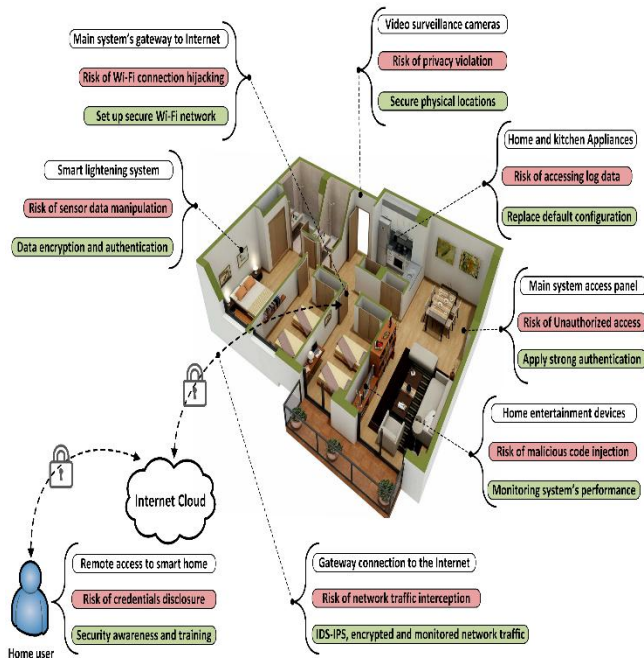 Main system's gateway to Internet
Risk of Wi-Fi connection hijacking
Set up secure Wi-Fi network
Video surveillance cameras
Risk of privacy violation
Secure physical locations
Home and kitchen Appliances
Risk of accessing log data
Replace default configuration
Smart lightening system
Risk of sensor data manipulation
Data encryption and authentication
Main system access panel
Risk of Unauthorized access
Apply strong authentication
Home entertainment devices
Risk of malicious code injection
Monitoring system's performance
Internet Cloud
Remote access to smart home
Risk of credentials disclosure
Security awareness and training
Home user
Gateway connection to the Internet
Risk of network traffic interception
IDS-IPS, encrypted and monitored network traffic